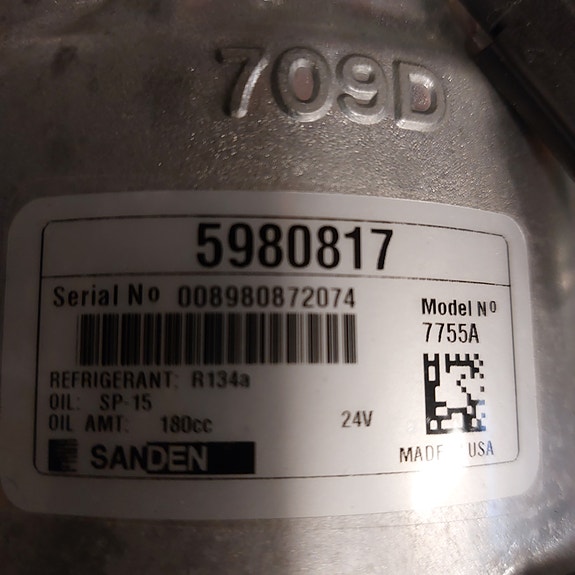 709D
5980817
Serial No 008980872074
Model No
7755A
REFRIGERANT: R134a
OIL: SP-15
OIL AMT: 180cc
24V
SANDEN
MADE USA